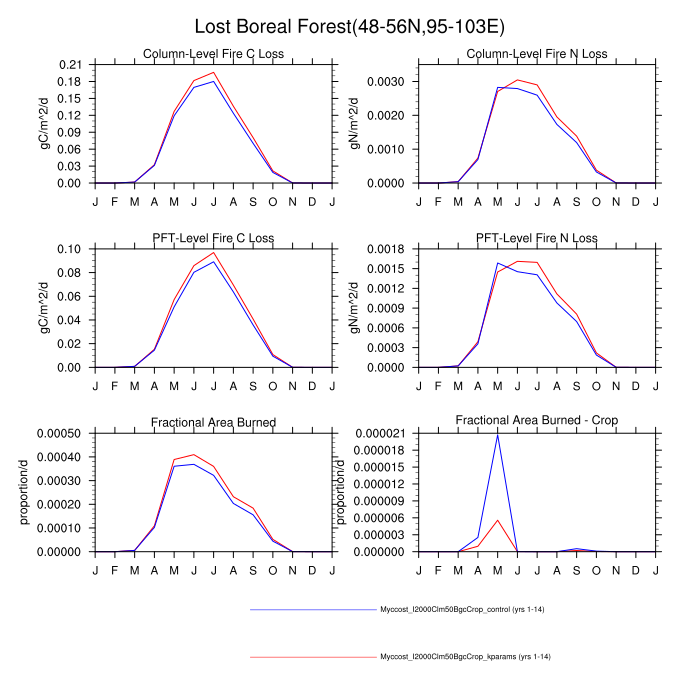 Lost Boreal Forest(48-56N,95-103E)
Column-Level Fire C Loss
gC/m^2/d
0.21
0.18
0.15
0.12
0.09
0.06
0.03
0.00
J F M A M J J A S O N D J
Column-Level Fire N Loss
gN/m^2/d
0.0030
0.0020
0.0010
0.0000
J F M A M J J A S O N D J
PFT-Level Fire C Loss
gC/m^2/d
0.10
0.08
0.06
0.04
0.02
0.00
J F M A M J J A S O N D J
PFT-Level Fire N Loss
gN/m^2/d
0.0018
0.0015
0.0012
0.0009
0.0006
0.0003
0.0000
J F M A M J J A S O N D J
Fractional Area Burned
proportion/d
0.00050
0.00040
0.00030
0.00020
0.00010
0.00000
J F M A M J J A S O N D J
Fractional Area Burned - Crop
proportion/d
0.000021
0.000018
0.000015
0.000012
0.000009
0.000006
0.000003
0.000000
J F M A M J J A S O N D J
Myccost_I2000Clm50BgcCrop_control (yrs 1-14)
Myccost_I2000Clm50BgcCrop_kparams (yrs 1-14)